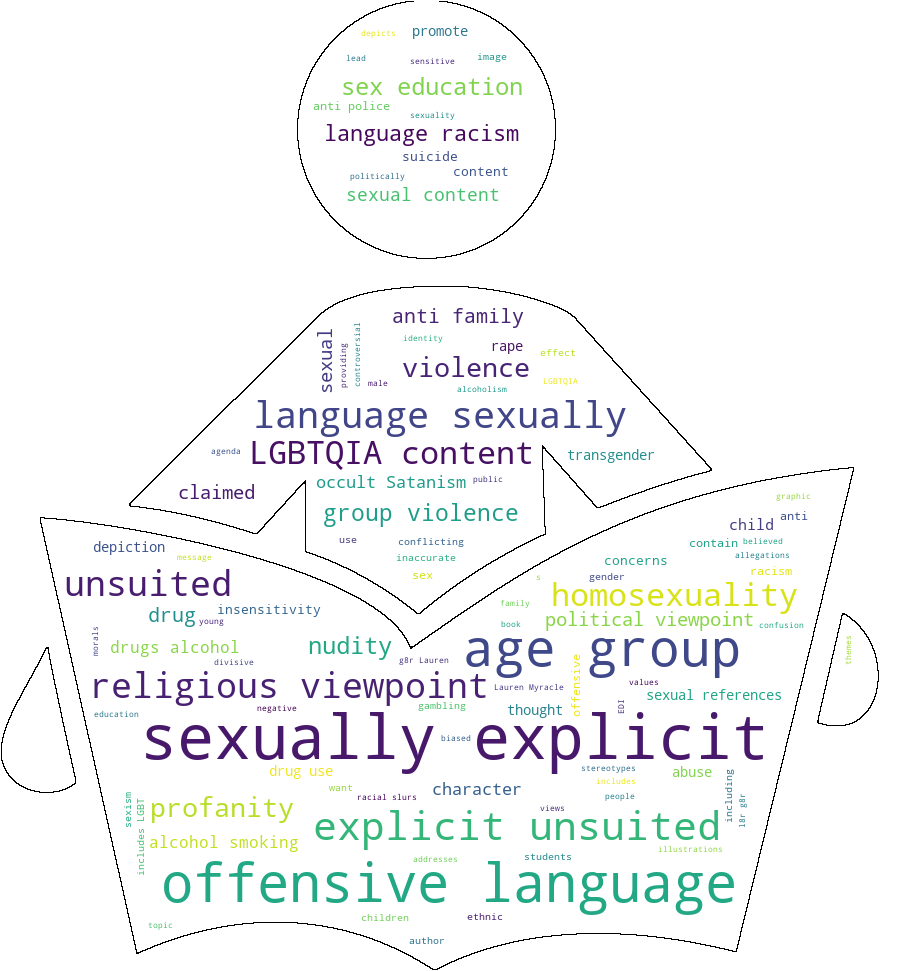 depicts
promote
lead
sensitive
image
sex education
anti police
sexuality
language racism
suicide
politically
content
sexual content
anti family
sexual
providing
controversial
identity
rape
effect
violence
male
LGBTQIA
alcoholism
language sexually
agenda
LGBTQIA content
transgender
claimed
occult Satanism
public
group violence
use
conflicting
inaccurate
sex
depiction
message
unsuited
drug
insensitivity
young
morals
drugs alcohol
nudity
divisive
g8r Lauren
religious viewpoint
education
negative
gambling
graphic
child
anti
contain
believed
allegations
concerns
racism
s
gender
homosexuality
family
political viewpoint
book
confusion
age group
themes
offensive
Lauren Myracle
values
EDI
sexual references
thought
sexually explicit
biased
drug use
stereotypes
includes
abuse
want
racial slurs
character
people
including
l8r g8r
sexism
includes LGBT
profanity
views
explicit unsuited
alcohol smoking
illustrations
addresses
students
offensive language
topic
children
ethnic
author